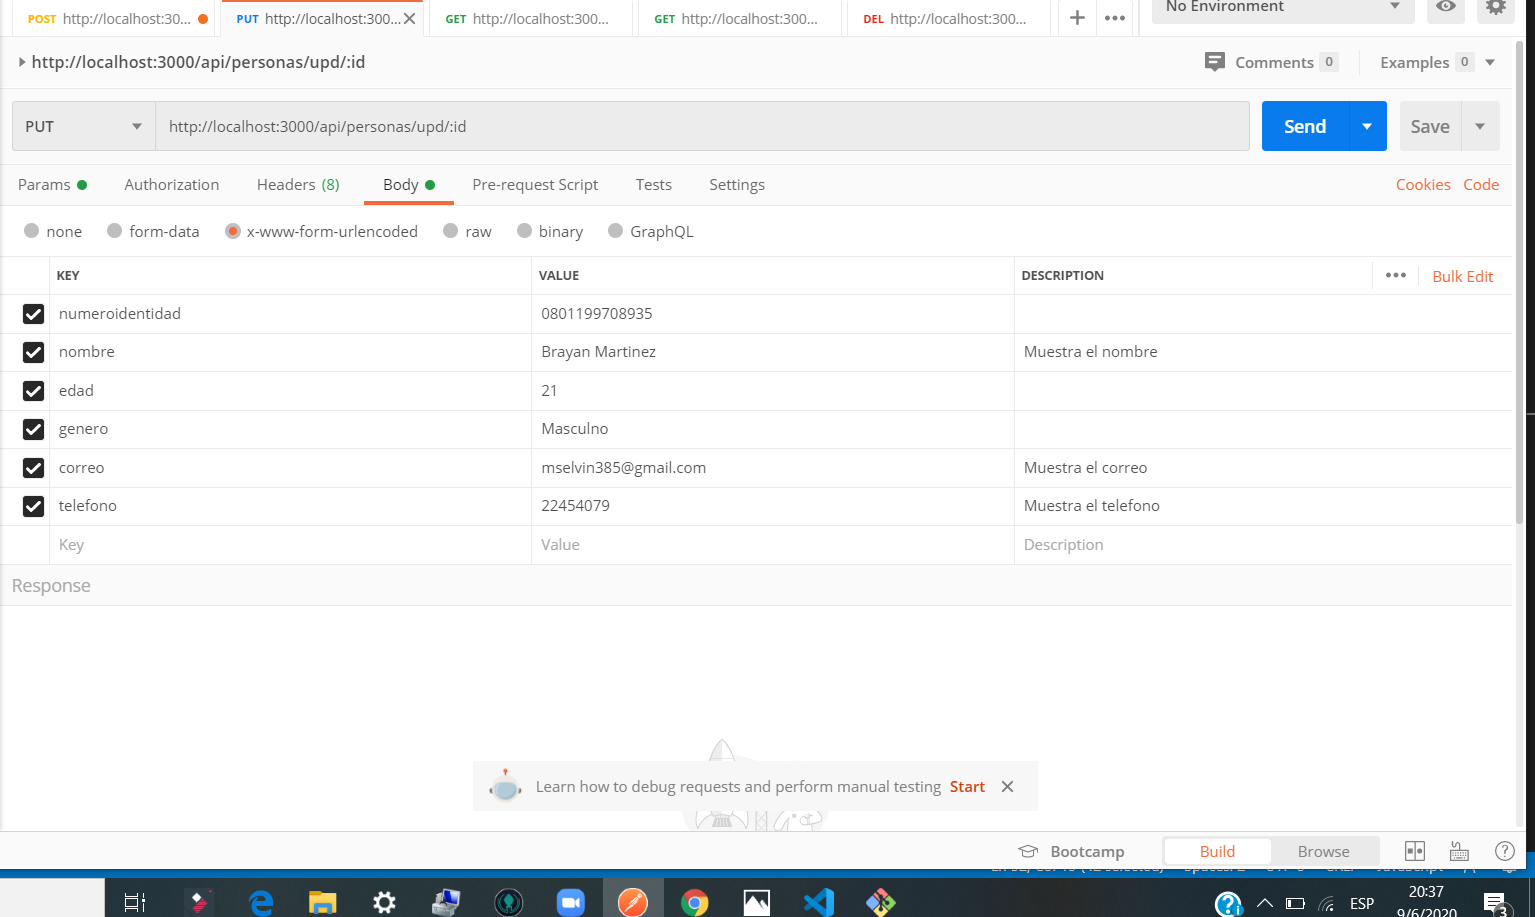 POST http://localhost:30...
PUT http://localhost:300...
GET http://localhost:300...
GET http://localhost:300...
DEL http://localhost:300...
No Environment
http://localhost:3000/api/personas/upd/:id
Comments 0
Examples 0
PUT
http://localhost:3000/api/personas/upd/:id
Send
Save
Params
Authorization
Headers (8)
Body
Pre-request Script
Tests
Settings
Cookies
Code
none
form-data
x-www-form-urlencoded
raw
binary
GraphQL
KEY VALUE DESCRIPTION
Bulk Edit
numeroidentidad 0801199708935
nombre Brayan Martinez Muestra el nombre
edad 21
genero Masculno
correo mselvin385@gmail.com Muestra el correo
telefono 22454079 Muestra el telefono
Key Value Description
Response
Learn how to debug requests and perform manual testing Start
Bootcamp
Build
Browse
20:37
ESP
9/6/2020
3